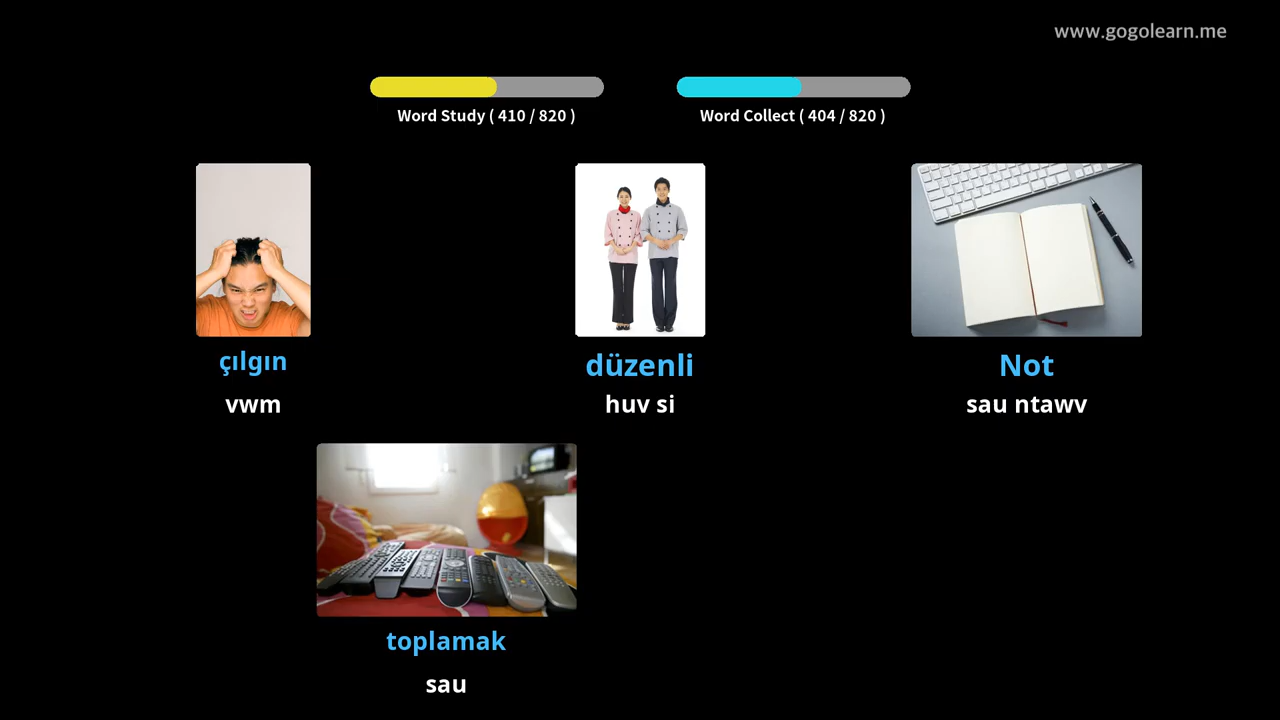 www.gogolearn.me
Word Study ( 410 / 820 )
Word Collect ( 404 / 820 )
çılgın
vwm
düzenli
huv si
Not
sau ntawv
toplamak
sau